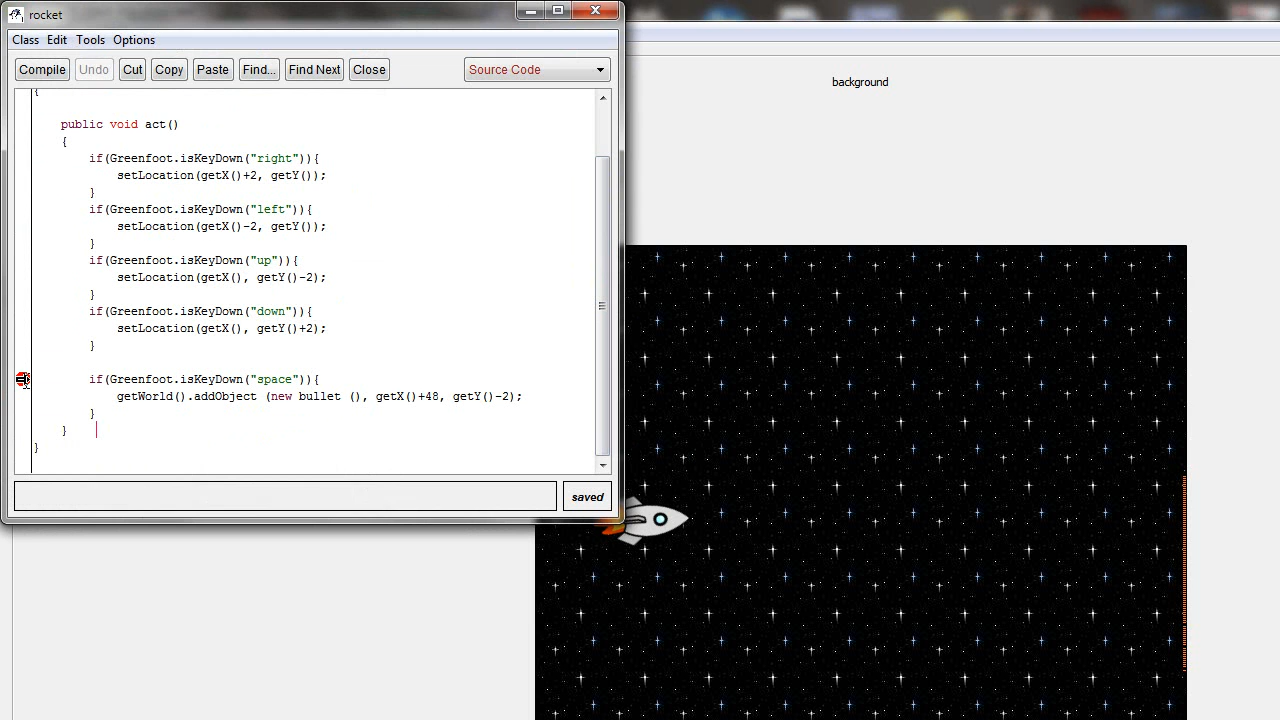 rocket
Class Edit Tools Options
Compile Undo Cut Copy Paste Find... Find Next Close Source Code
background
{
public void act()
{
if(Greenfoot.isKeyDown("right")){
setLocation(getX()+2, getY());
}
if(Greenfoot.isKeyDown("left")){
setLocation(getX()-2, getY());
}
if(Greenfoot.isKeyDown("up")){
setLocation(getX(), getY()-2);
}
if(Greenfoot.isKeyDown("down")){
setLocation(getX(), getY()+2);
}
if(Greenfoot.isKeyDown("space")){
getWorld().addObject (new bullet (), getX()+48, getY()-2);
}
}
}
saved